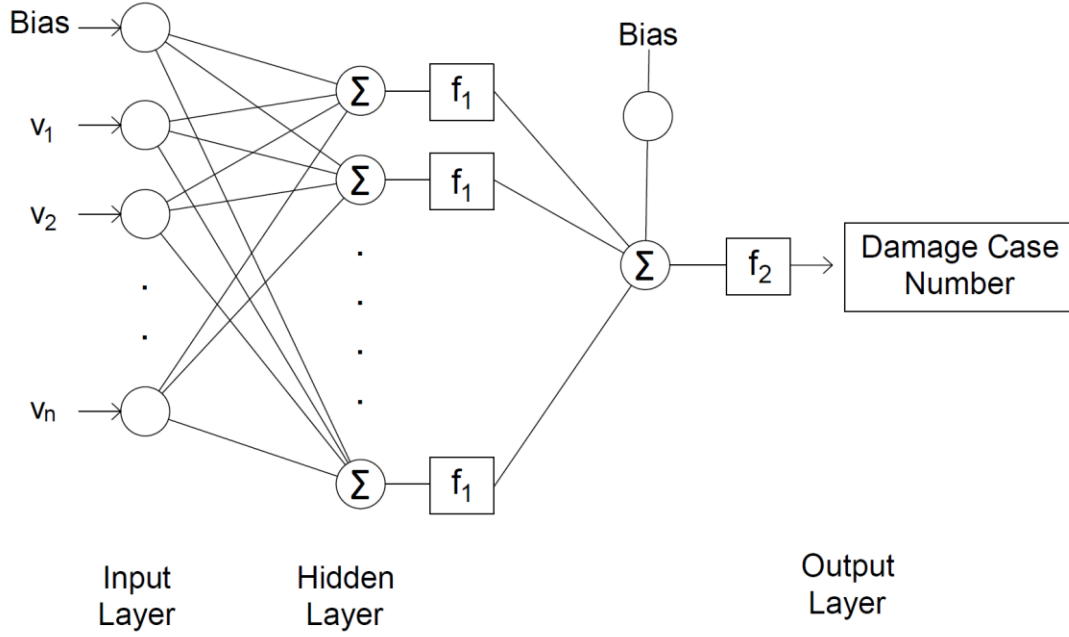 Bias
Bias
Σ
f₁
v₁
v₂
Σ
f₁
Σ
f₂
Damage Case
Number
.
.
.
.
.
vₙ
Σ
f₁
Input
Layer
Hidden
Layer
Output
Layer